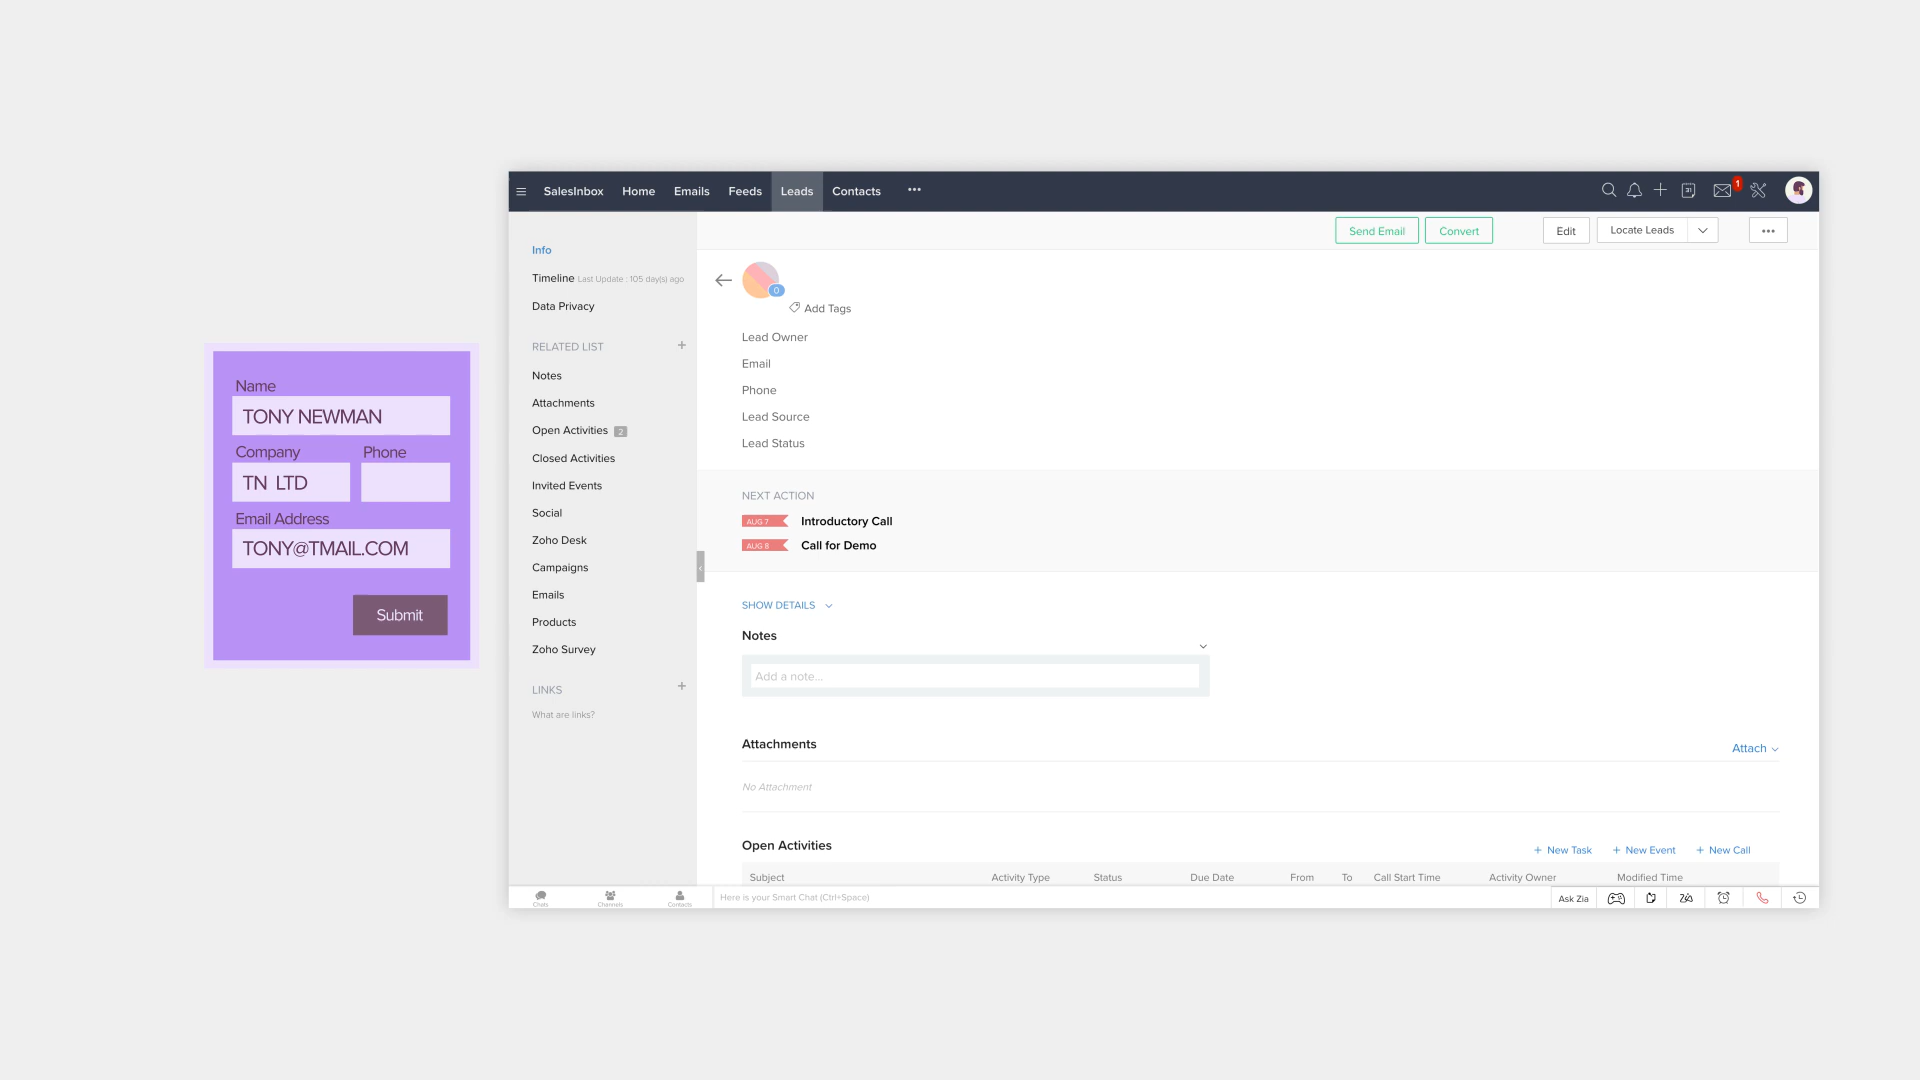 SalesInbox Home Emails Feeds Leads Contacts •••
1
31
Send Email Convert Edit Locate Leads •••
Info
Timeline Last Update : 105 day(s) ago
Data Privacy
RELATED LIST +
Notes
Attachments
Open Activities 2
Closed Activities
Invited Events
Social
Zoho Desk
Campaigns
Emails
Products
Zoho Survey
LINKS +
What are links?
0
Add Tags
Lead Owner
Email
Phone
Lead Source
Lead Status
NEXT ACTION
AUG 7 Introductory Call
AUG 8 Call for Demo
SHOW DETAILS
Notes
Add a note...
Attachments
Attach
No Attachment
Open Activities
+ New Task + New Event + New Call
Subject Activity Type Status Due Date From To Call Start Time Activity Owner Modified Time
Chats Channels Contacts Here is your Smart Chat (Ctrl+Space) Ask Zia
Name
TONY NEWMAN
Company Phone
TN LTD
Email Address
TONY@TMAIL.COM
Submit